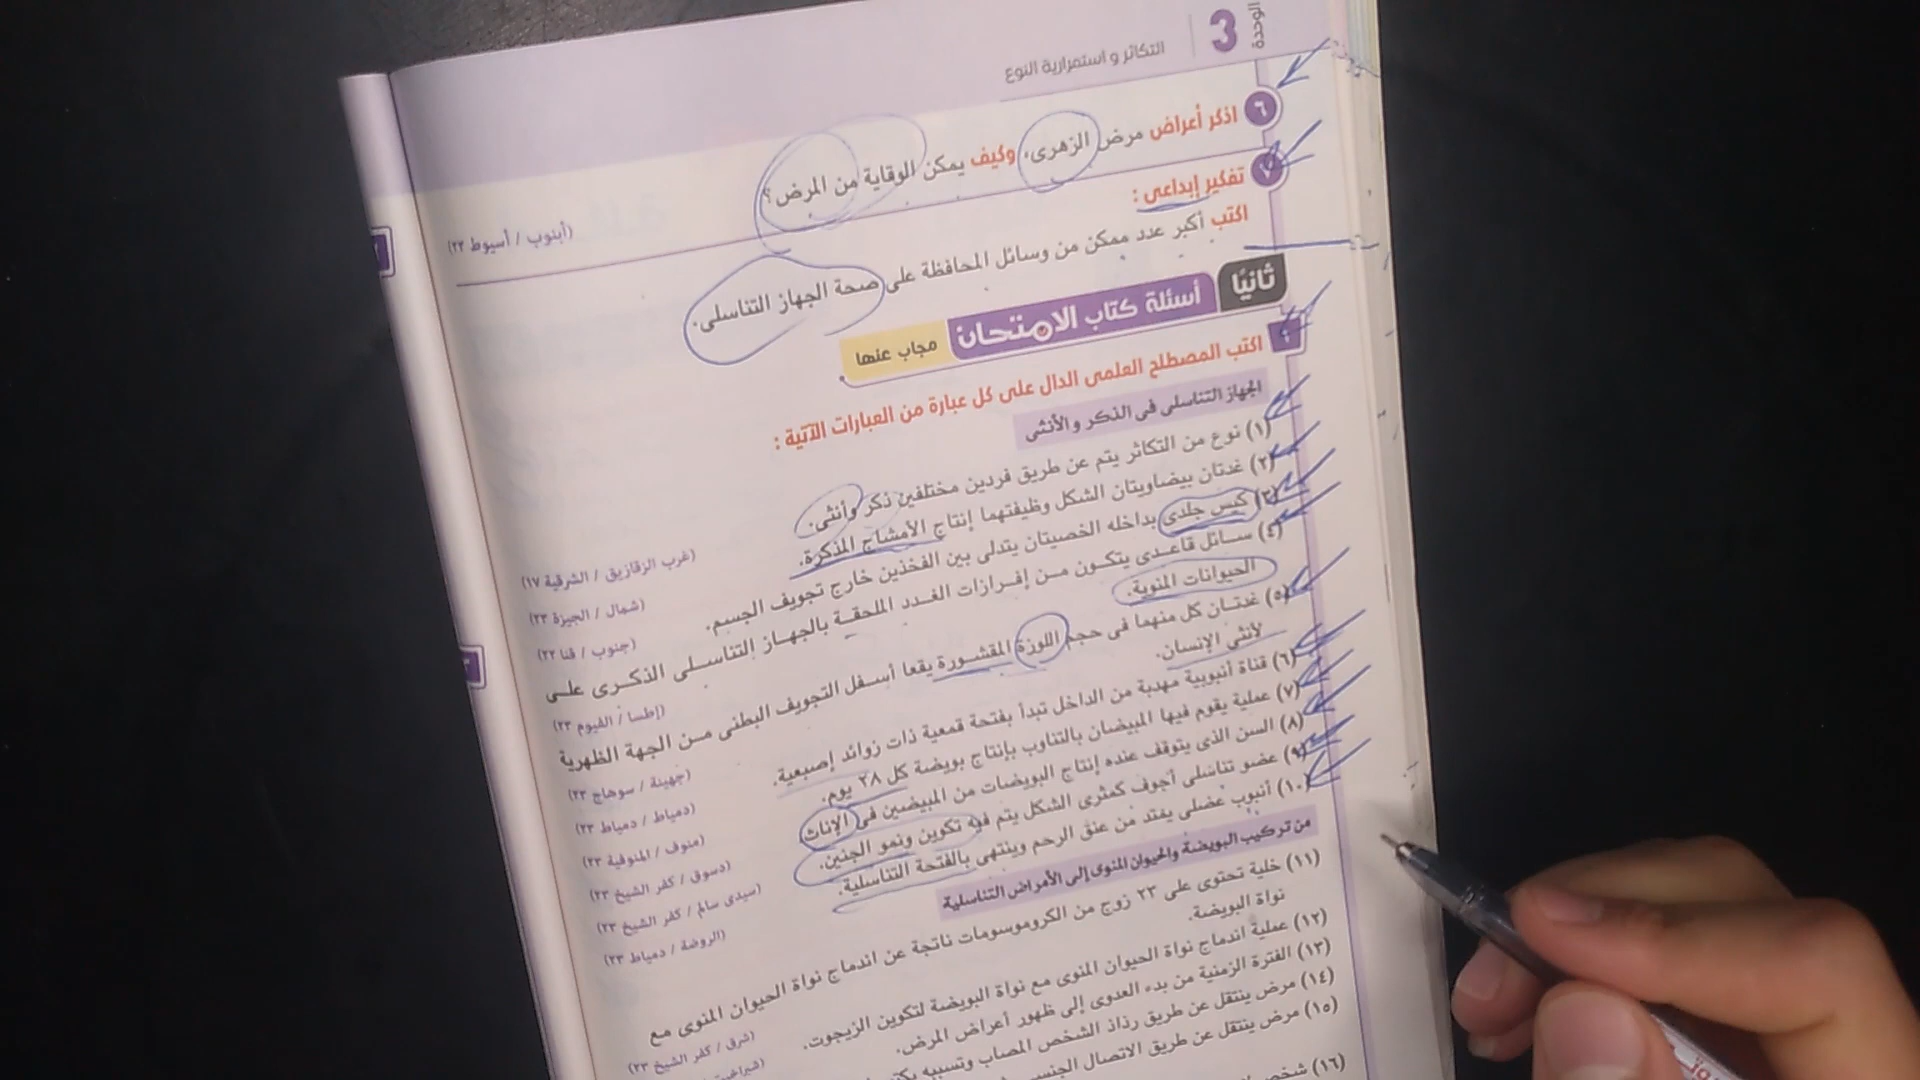 الوحدة 3 التكاثر و استمرارية النوع
٦ اذكر أعراض مرض الزهرى، وكيف يمكن الوقاية من المرض؟
(أبنوب / أسيوط ٢٣)
٧ تفكير إبداعى :
اكتب أكبر عدد ممكن من وسائل المحافظة على صحة الجهاز التناسلى.
ثانيًا أسئلة كتاب الامتحان مجاب عنها
اكتب المصطلح العلمى الدال على كل عبارة من العبارات الآتية :
الجهاز التناسلى فى الذكر و الأنثى
(١) نوع من التكاثر يتم عن طريق فردين مختلفين ذكر وأنثى. (غرب الزقازيق / الشرقية ١٧)
(٢) غدتان بيضاويتان الشكل وظيفتهما إنتاج الأمشاج المذكرة. (شمال / الجيزة ٢٣)
(٣) كيس جلدى بداخله الخصيتان يتدلى بين الفخذين خارج تجويف الجسم. (جنوب / قنا ٢٢)
(٤) سائل قاعدى يتكون من إفرازات الغدد الملحقة بالجهاز التناسلى الذكرى على
الحيوانات المنوية. (إطسا / الفيوم ٢٣)
(٥) غدتان كل منهما فى حجم اللوزة المقشورة يقعا أسفل التجويف البطنى من الجهة الظهرية
لأنثى الإنسان. (جهينة / سوهاج ٢٣)
(٦) قناة أنبوبية مهدبة من الداخل تبدأ بفتحة قمعية ذات زوائد إصبعية. (دمياط / دمياط ٢٣)
(٧) عملية يقوم فيها المبيضان بالتناوب بإنتاج بويضة كل ٢٨ يوم. (منوف / المنوفية ٢٣)
(٨) السن الذى يتوقف عنده إنتاج البويضات من المبيضين فى الإناث (دسوق / كفر الشيخ ٢٣)
(٩) عضو تناسلى أجوف كمثرى الشكل يتم فيه تكوين ونمو الجنين. (سيدى سالم / كفر الشيخ ٢٣)
(١٠) أنبوب عضلى يمتد من عنق الرحم وينتهى بالفتحة التناسلية. (الروضة / دمياط ٢٣)
من تركيب البويضة والحيوان المنوى إلى الأمراض التناسلية
(١١) خلية تحتوى على ٢٣ زوج من الكروموسومات ناتجة عن اندماج نواة الحيوان المنوى مع
نواة البويضة. (شرق / كفر الشيخ ٢٣)
(١٢) عملية اندماج نواة الحيوان المنوى مع نواة البويضة لتكوين الزيجوت.
(١٣) الفترة الزمنية من بدء العدوى إلى ظهور أعراض المرض.
(١٤) مرض ينتقل عن طريق رذاذ الشخص المصاب وتسببه
(١٥) مرض ينتقل عن طريق الاتصال
(١٦) شخص